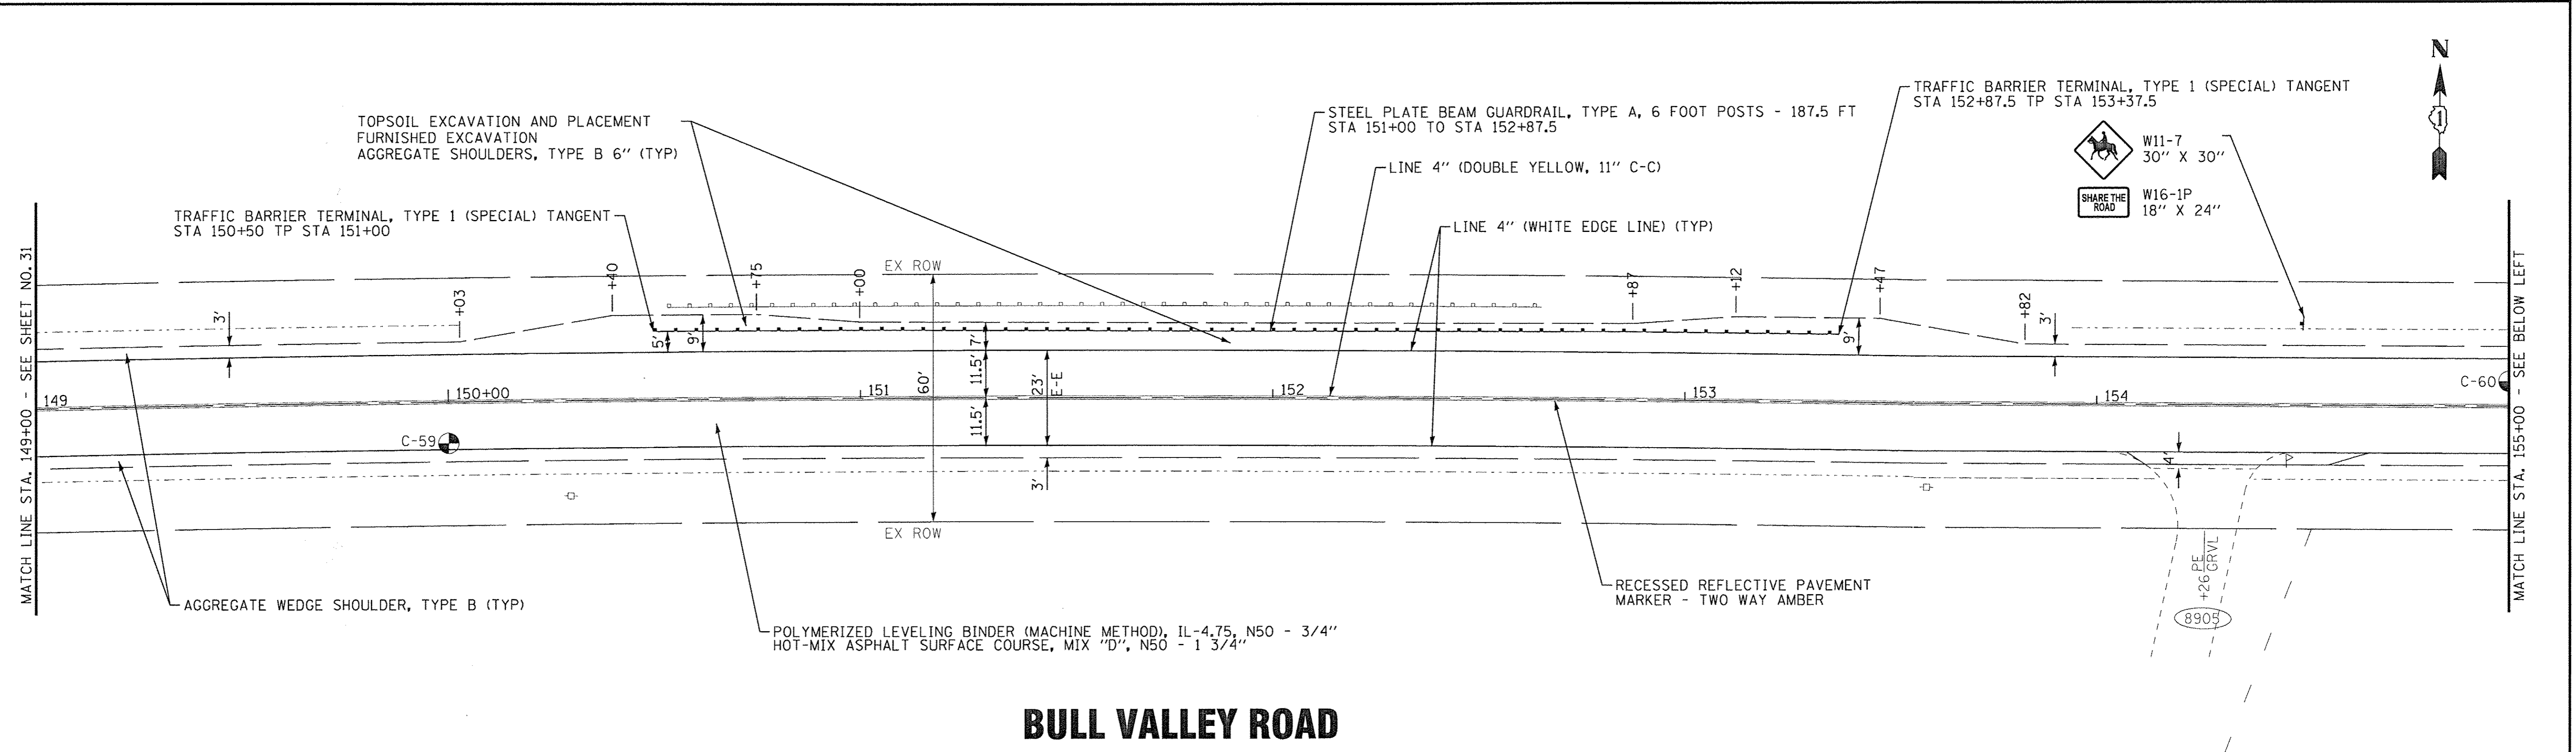 N
1
TRAFFIC BARRIER TERMINAL, TYPE 1 (SPECIAL) TANGENT
STA 152+87.5 TP STA 153+37.5
STEEL PLATE BEAM GUARDRAIL, TYPE A, 6 FOOT POSTS - 187.5 FT
STA 151+00 TO STA 152+87.5
TOPSOIL EXCAVATION AND PLACEMENT
FURNISHED EXCAVATION
AGGREGATE SHOULDERS, TYPE B 6" (TYP)
W11-7
30" X 30"
LINE 4" (DOUBLE YELLOW, 11" C-C)
SHARE THE
ROAD
W16-1P
18" X 24"
TRAFFIC BARRIER TERMINAL, TYPE 1 (SPECIAL) TANGENT
STA 150+50 TP STA 151+00
LINE 4" (WHITE EDGE LINE) (TYP)
MATCH LINE STA. 149+00 - SEE SHEET NO. 31
MATCH LINE STA. 155+00 - SEE BELOW LEFT
EX ROW
+03
+40
+75
+00
+87
+12
+47
+82
3'
5'
9'
7'
9'
3'
11.5'
60'
23'
E-E
11.5'
149
150+00
151
152
153
154
C-60
C-59
3'
4'
EX ROW
+26 PE
GRVL
8905
RECESSED REFLECTIVE PAVEMENT
MARKER - TWO WAY AMBER
AGGREGATE WEDGE SHOULDER, TYPE B (TYP)
POLYMERIZED LEVELING BINDER (MACHINE METHOD), IL-4.75, N50 - 3/4"
HOT-MIX ASPHALT SURFACE COURSE, MIX "D", N50 - 1 3/4"
BULL VALLEY ROAD